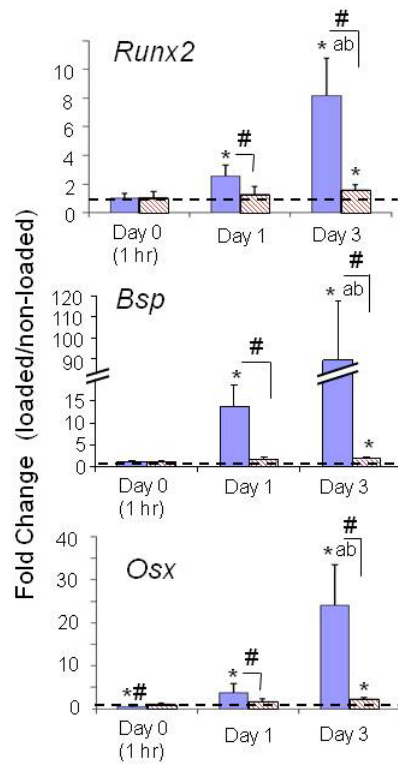 Fold Change (loaded/non-loaded)
Runx2
12
10
8
6
4
2
0
* # *
# * ab
Day 0 Day 1 Day 3
(1 hr)
Bsp
120
110
100
90
15
10
5
0
* #
# * ab *
Day 0 Day 1 Day 3
(1 hr)
Osx
40
30
20
10
0
*#
* #
# *ab *
Day 0 Day 1 Day 3
(1 hr)